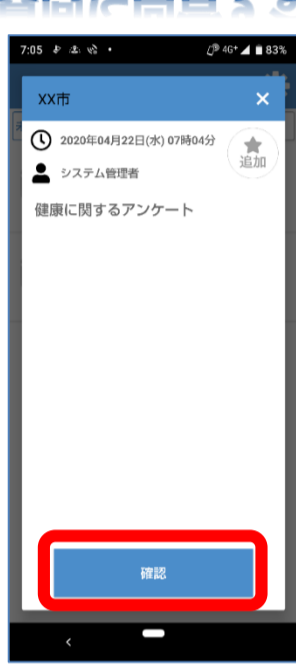 7:05 4G+ 83%
XX市 ×
2020年04月22日(水) 07時04分
追加
システム管理者
健康に関するアンケート
確認